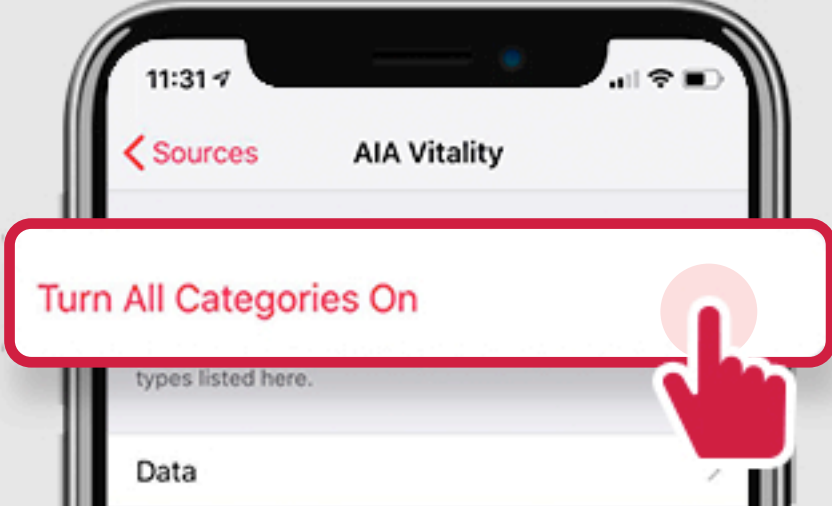 11:31
Sources
AIA Vitality
Turn All Categories On
types listed here.
Data